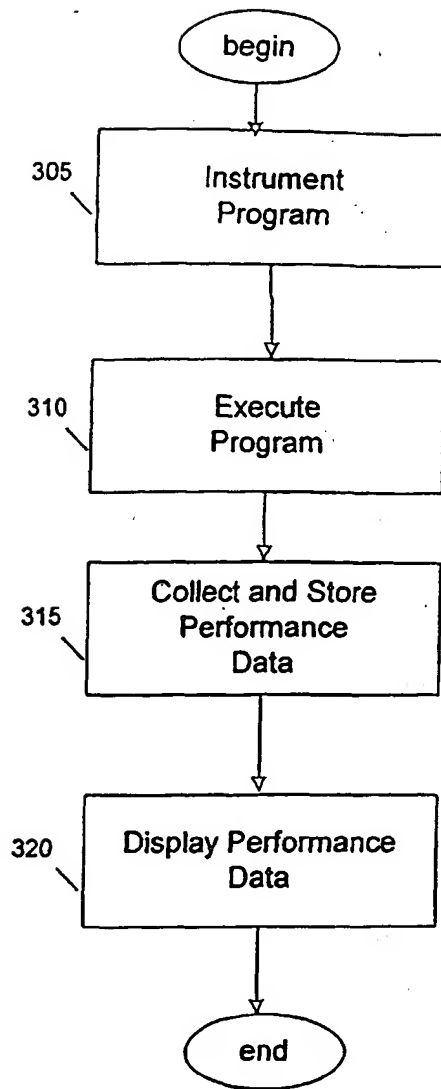 begin
305
Instrument
Program
310
Execute
Program
315
Collect and Store
Performance
Data
320
Display Performance
Data
end